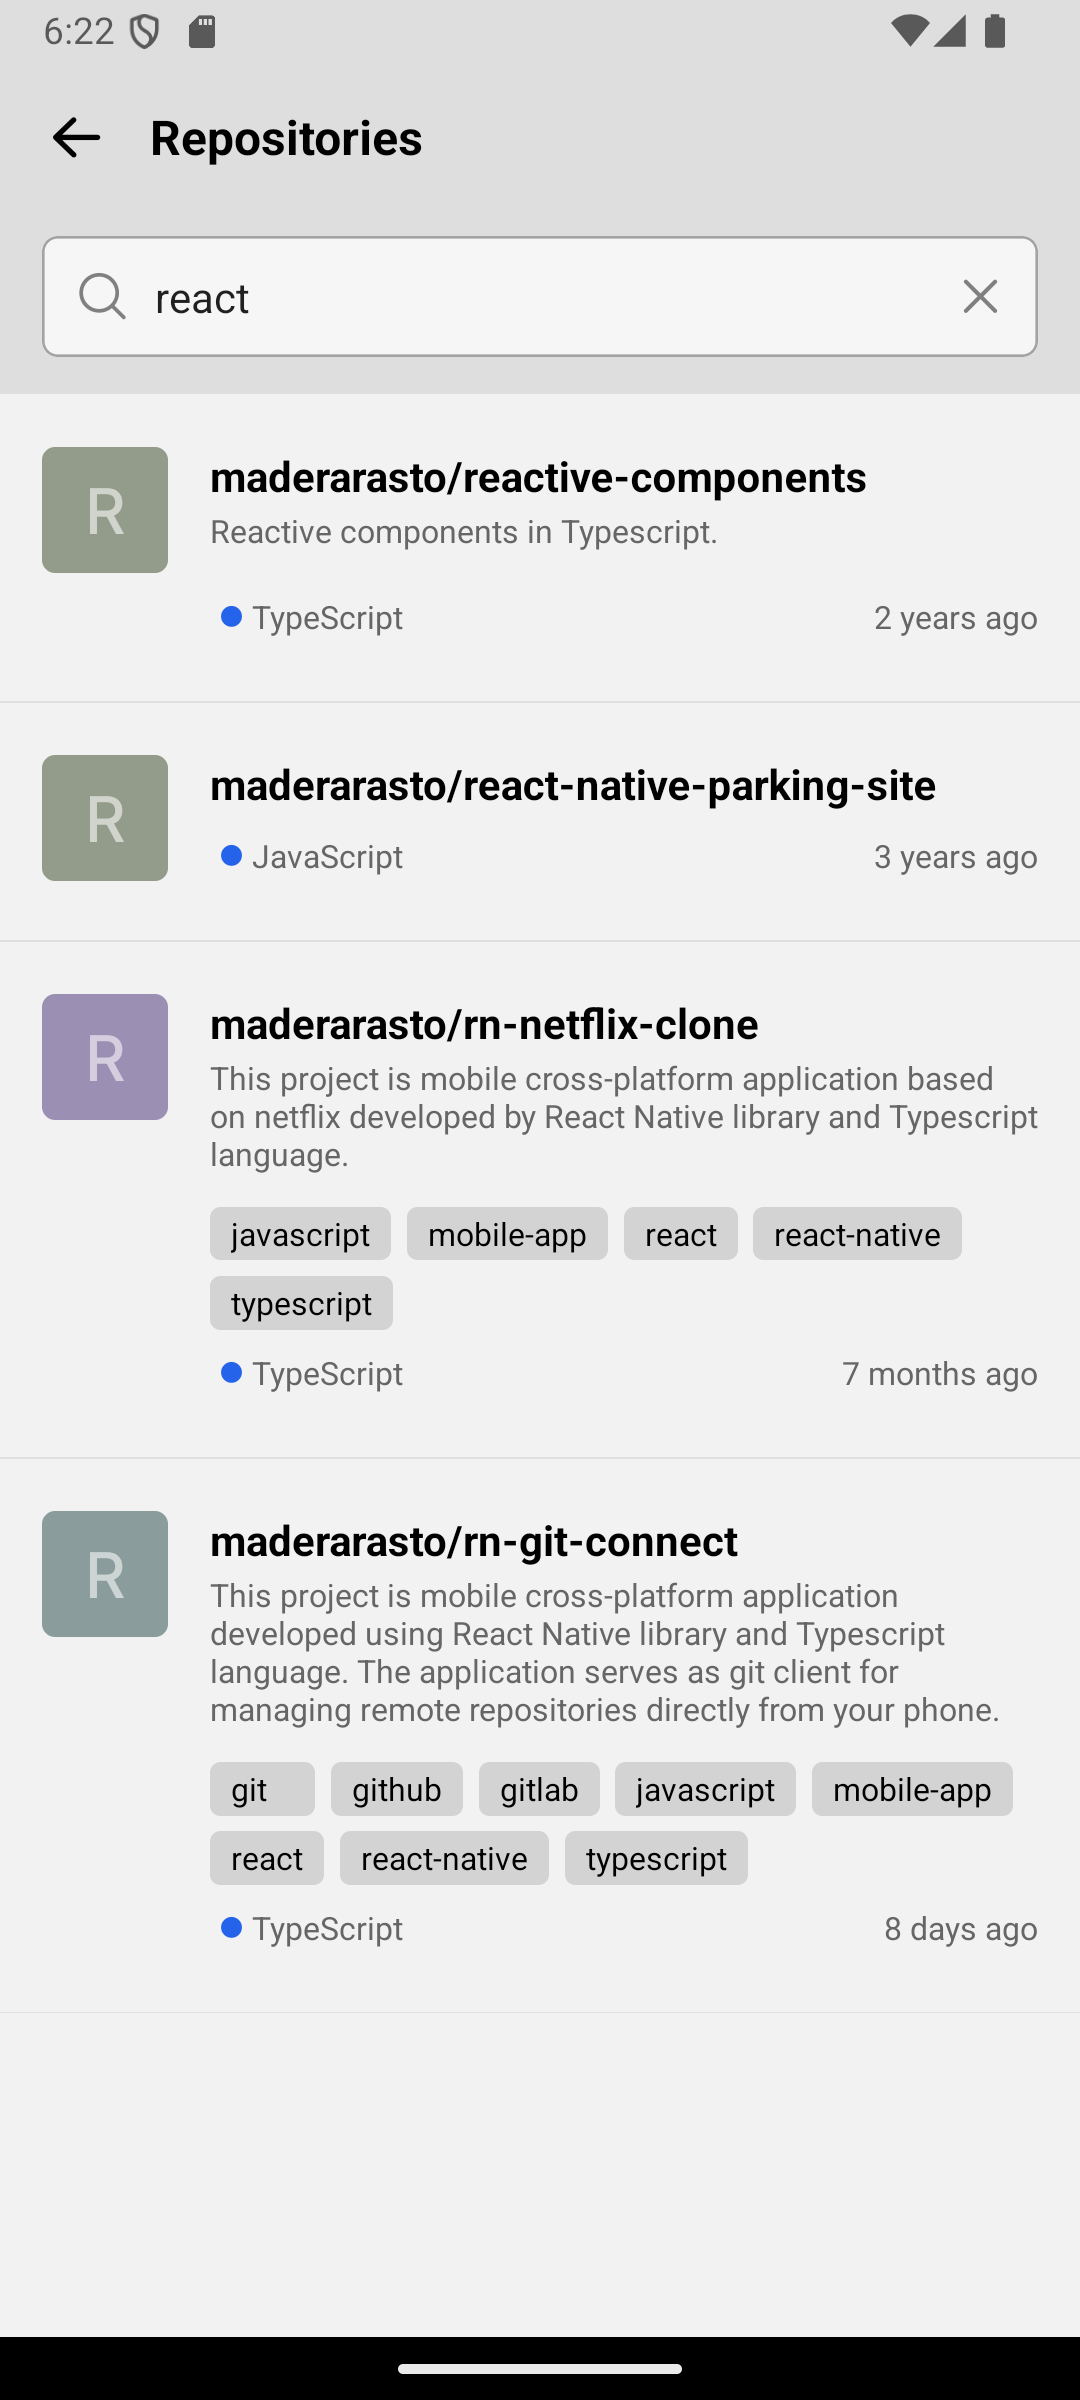 6:22
Repositories
react
R
maderarasto/reactive-components
Reactive components in Typescript.
TypeScript 2 years ago
R
maderarasto/react-native-parking-site
JavaScript 3 years ago
R
maderarasto/rn-netflix-clone
This project is mobile cross-platform application based
on netflix developed by React Native library and Typescript
language.
javascript mobile-app react react-native
typescript
TypeScript 7 months ago
R
maderarasto/rn-git-connect
This project is mobile cross-platform application
developed using React Native library and Typescript
language. The application serves as git client for
managing remote repositories directly from your phone.
git github gitlab javascript mobile-app
react react-native typescript
TypeScript 8 days ago